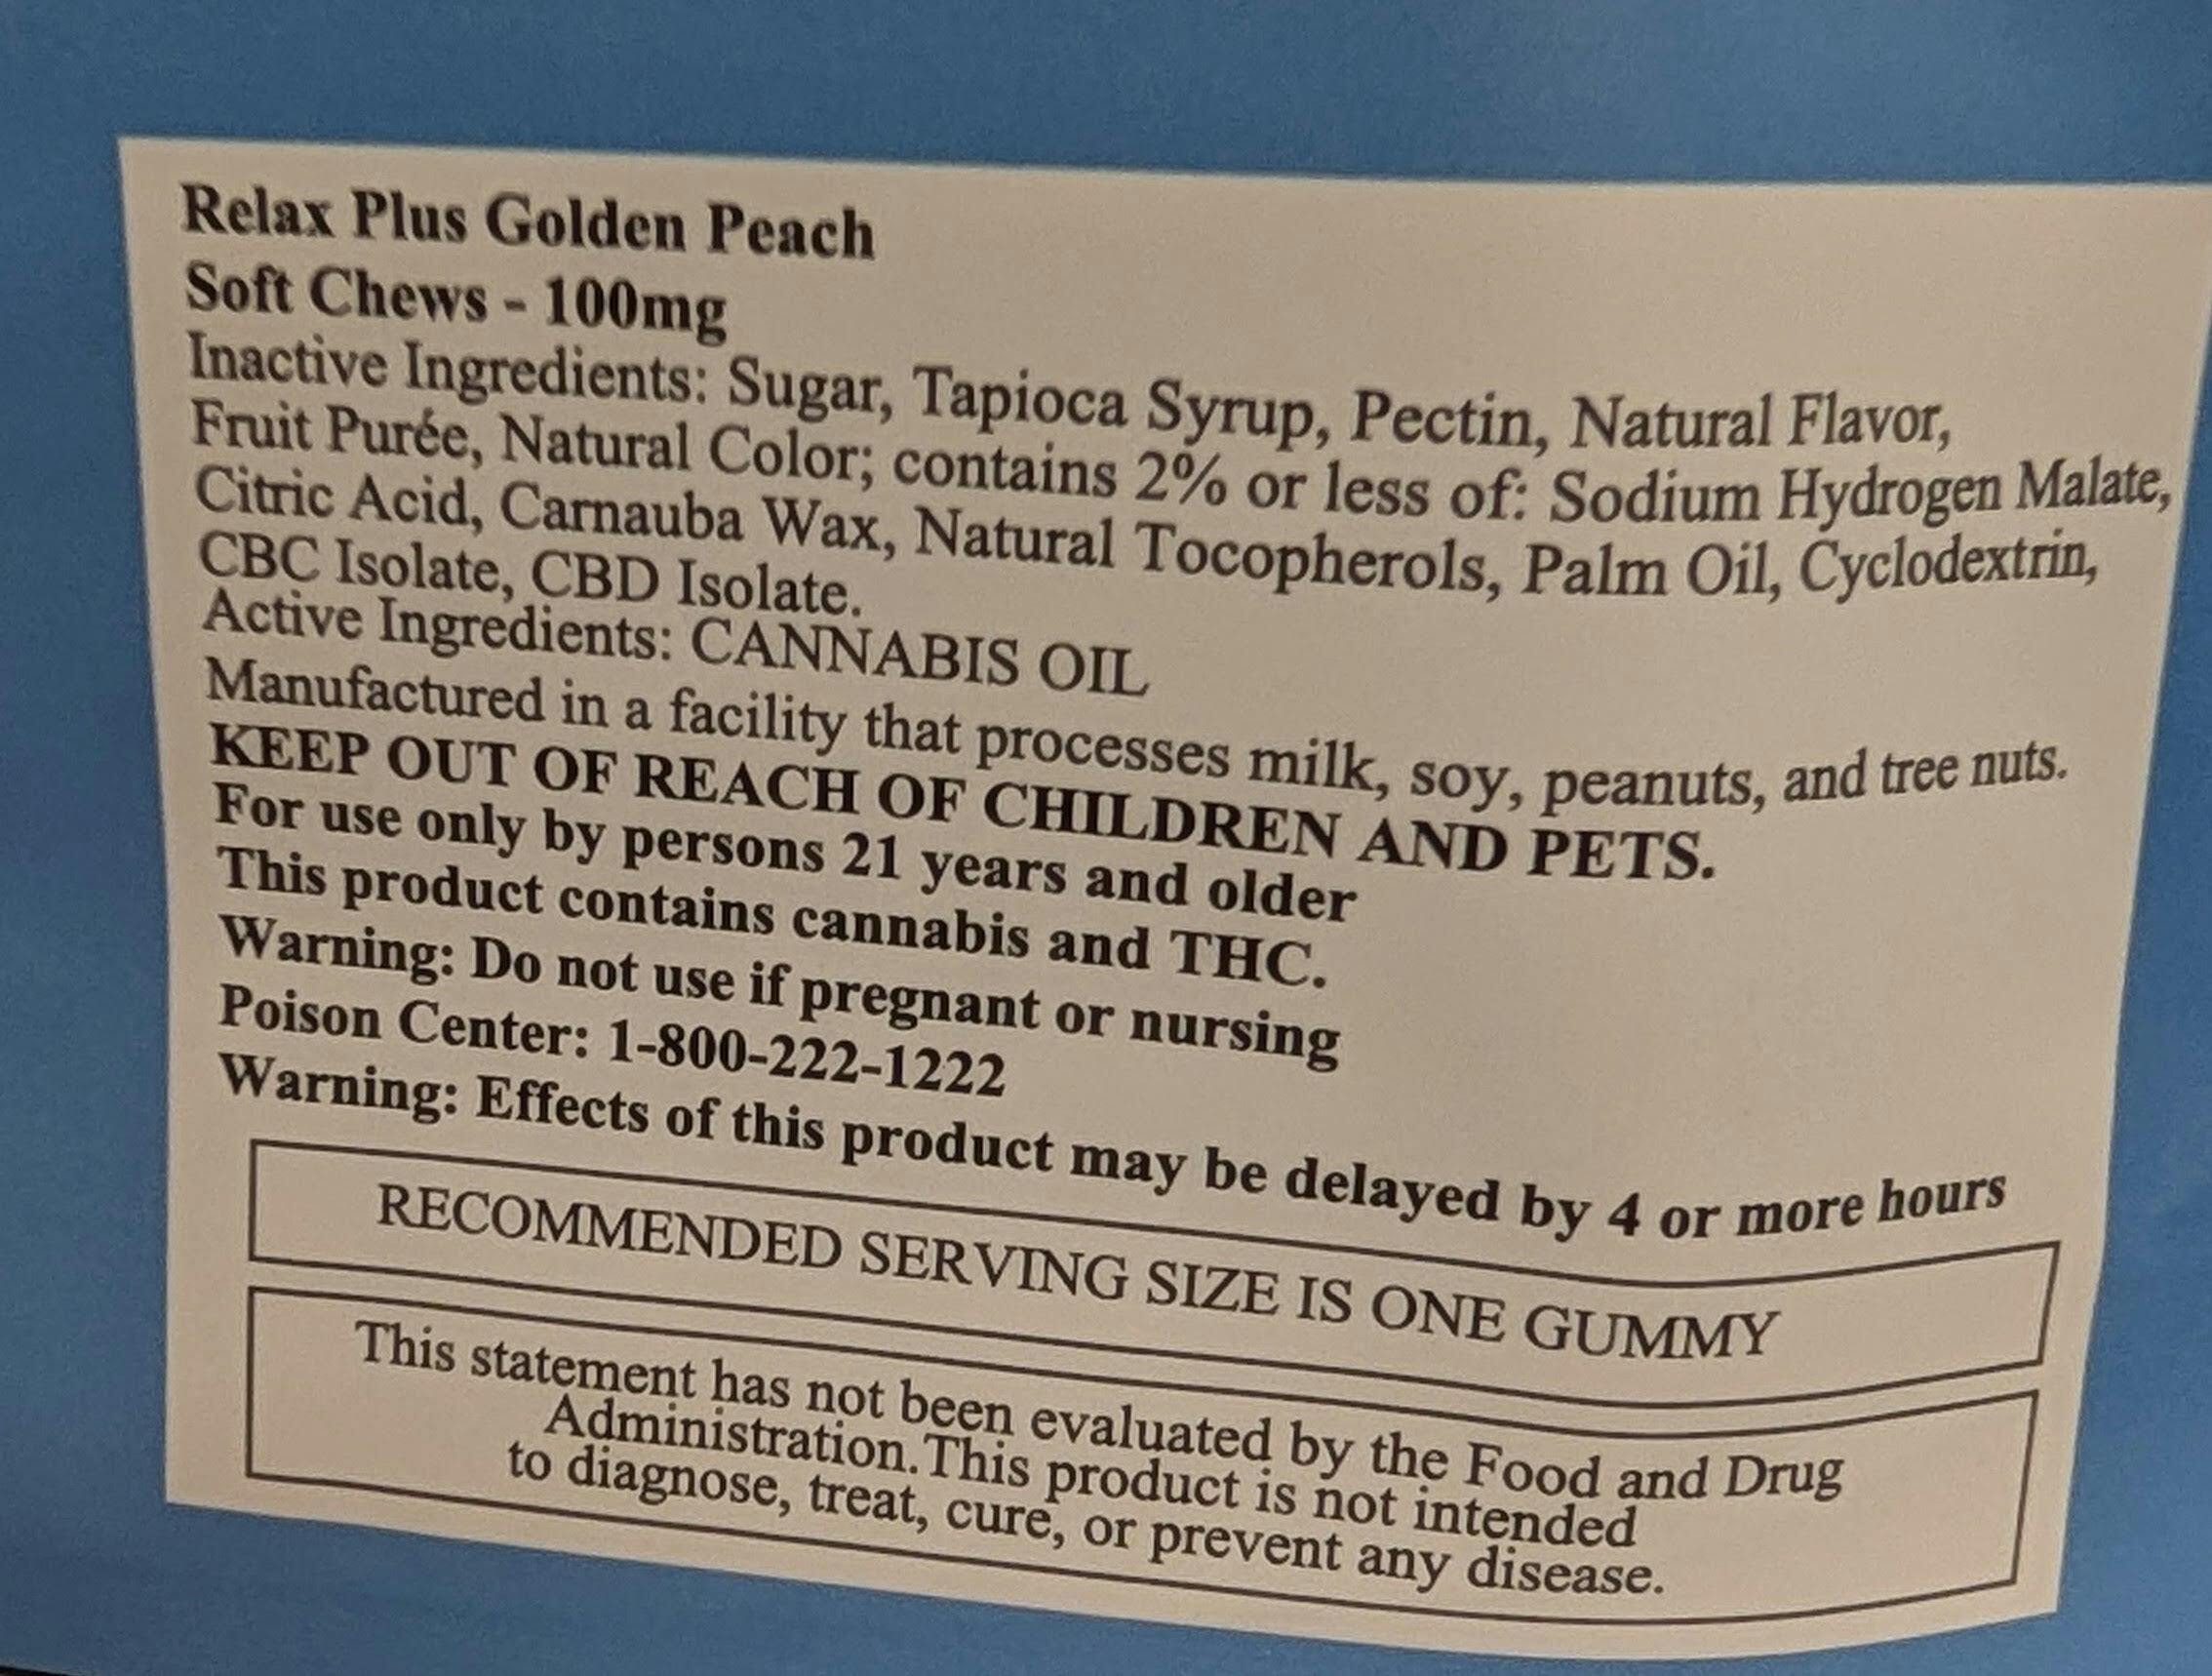 Relax Plus Golden Peach
Soft Chews - 100mg
Inactive Ingredients: Sugar, Tapioca Syrup, Pectin, Natural Flavor,
Fruit Purée, Natural Color; contains 2% or less of: Sodium Hydrogen Malate,
Citric Acid, Carnauba Wax, Natural Tocopherols, Palm Oil, Cyclodextrin,
CBC Isolate, CBD Isolate.
Active Ingredients: CANNABIS OIL
Manufactured in a facility that processes milk, soy, peanuts, and tree nuts.
KEEP OUT OF REACH OF CHILDREN AND PETS.
For use only by persons 21 years and older
This product contains cannabis and THC.
Warning: Do not use if pregnant or nursing
Poison Center: 1-800-222-1222
Warning: Effects of this product may be delayed by 4 or more hours
RECOMMENDED SERVING SIZE IS ONE GUMMY
This statement has not been evaluated by the Food and Drug
Administration. This product is not intended
to diagnose, treat, cure, or prevent any disease.